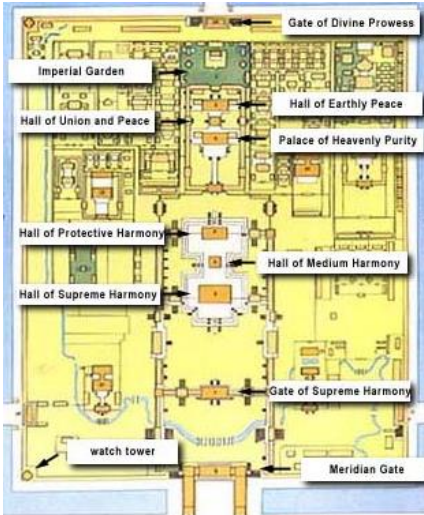 Gate of Divine Prowess
Imperial Garden
Hall of Earthly Peace
Hall of Union and Peace
Palace of Heavenly Purity
Hall of Protective Harmony
Hall of Medium Harmony
Hall of Supreme Harmony
Gate of Supreme Harmony
watch tower
Meridian Gate